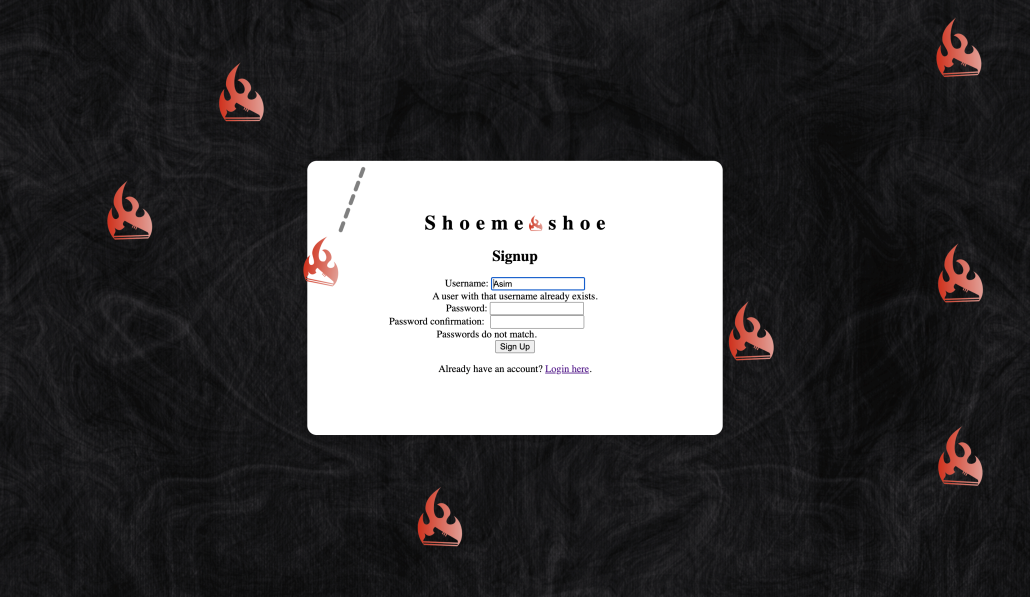 Shoeme shoe
Signup
Username: Asim
A user with that username already exists.
Password:
Password confirmation:
Passwords do not match.
Sign Up
Already have an account? Login here.